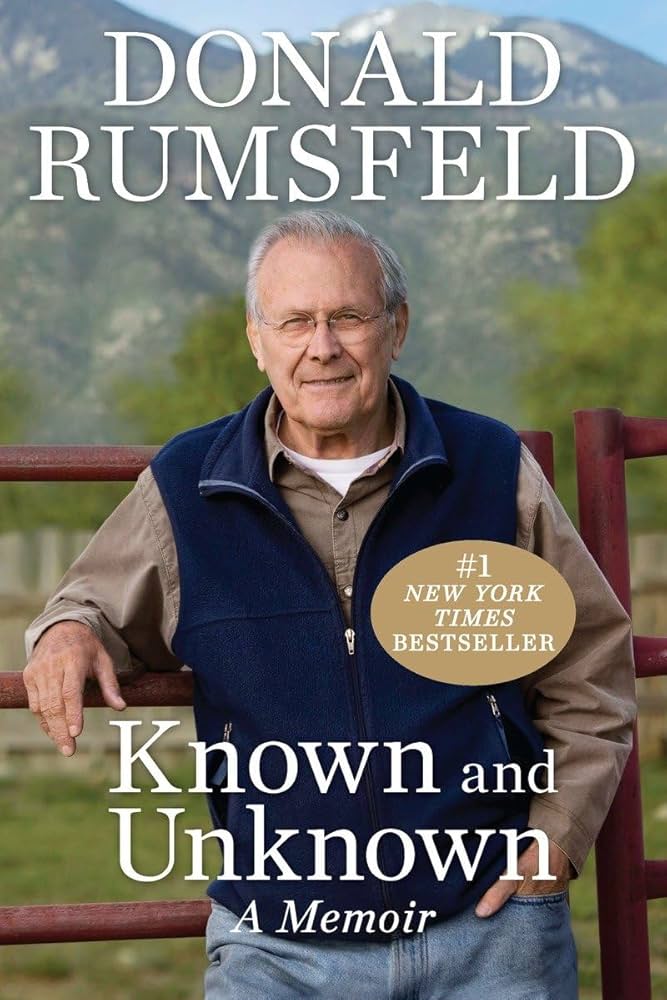 DONALD
RUMSFELD
#1
NEW YORK
TIMES
BESTSELLER
Known and
Unknown
A Memoir